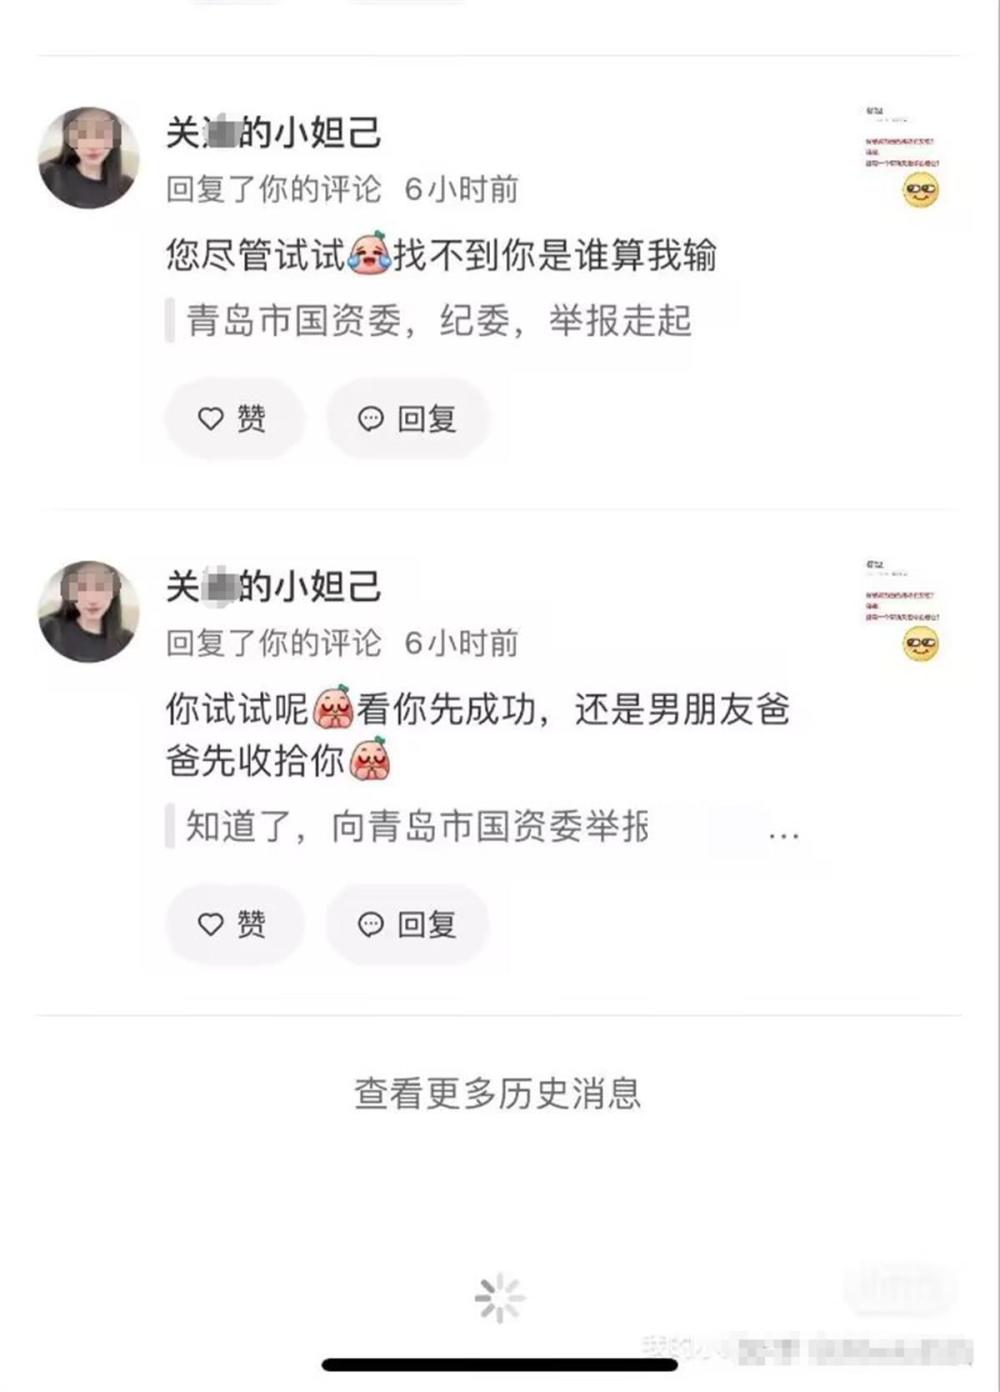 关的小妲己
回复了你的评论 6小时前
您尽管试试找不到你是谁算我输
青岛市国资委，纪委，举报走起
赞 回复
关的小妲己
回复了你的评论 6小时前
你试试呢看你先成功，还是男朋友爸
爸先收拾你
知道了，向青岛市国资委举报 ...
赞 回复
查看更多历史消息